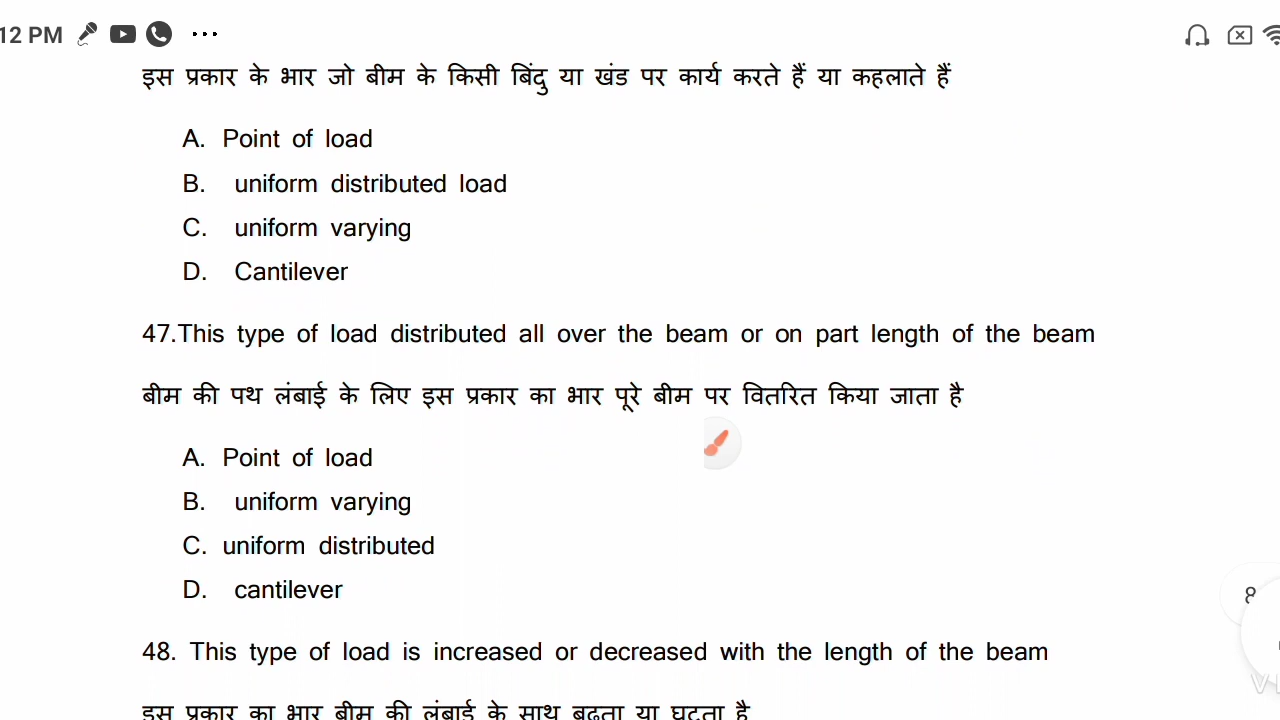 12 PM
इस प्रकार के भार जो बीम के किसी बिंदु या खंड पर कार्य करते हैं या कहलाते हैं
A. Point of load
B. uniform distributed load
C. uniform varying
D. Cantilever
47.This type of load distributed all over the beam or on part length of the beam
बीम की पथ लंबाई के लिए इस प्रकार का भार पूरे बीम पर वितरित किया जाता है
A. Point of load
B. uniform varying
C. uniform distributed
D. cantilever
48. This type of load is increased or decreased with the length of the beam
इस प्रकार का भार बीम की लंबाई के साथ बढ़ता या घटता है